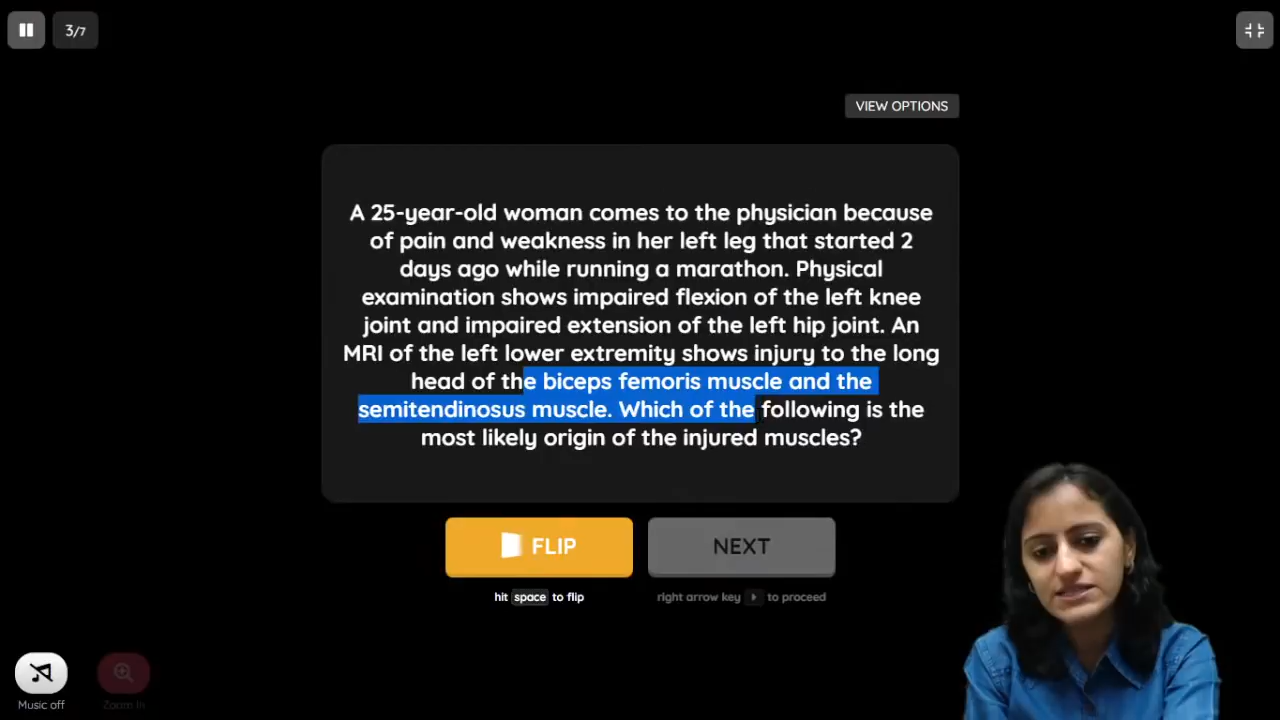 3/7
VIEW OPTIONS
A 25-year-old woman comes to the physician because
of pain and weakness in her left leg that started 2
days ago while running a marathon. Physical
examination shows impaired flexion of the left knee
joint and impaired extension of the left hip joint. An
MRI of the left lower extremity shows injury to the long
head of the biceps femoris muscle and the
semitendinosus muscle. Which of the following is the
most likely origin of the injured muscles?
FLIP
NEXT
hit space to flip
right arrow key to proceed
Music off
Zoom In